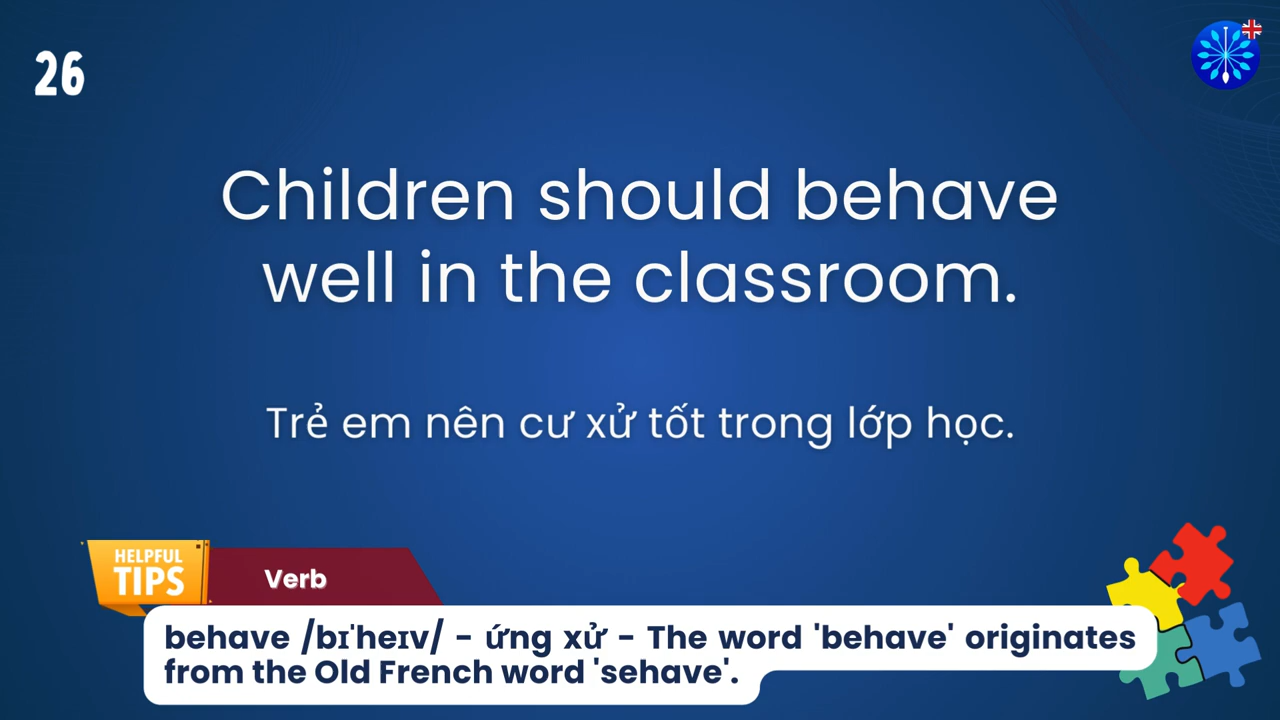 26
Children should behave
well in the classroom.
Trẻ em nên cư xử tốt trong lớp học.
HELPFUL
TIPS
Verb
behave /bɪˈheɪv/ - ứng xử - The word 'behave' originates
from the Old French word 'sehave'.